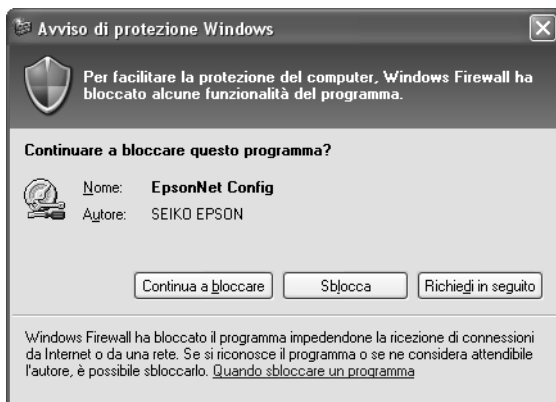 Avviso di protezione Windows
Per facilitare la protezione del computer, Windows Firewall ha
bloccato alcune funzionalità del programma.
Continuare a bloccare questo programma?
Nome: EpsonNet Config
Autore: SEIKO EPSON
Continua a bloccare Sblocca Richiedi in seguito
Windows Firewall ha bloccato il programma impedendone la ricezione di connessioni
da Internet o da una rete. Se si riconosce il programma o se ne considera attendibile
l'autore, è possibile sbloccarlo. Quando sbloccare un programma